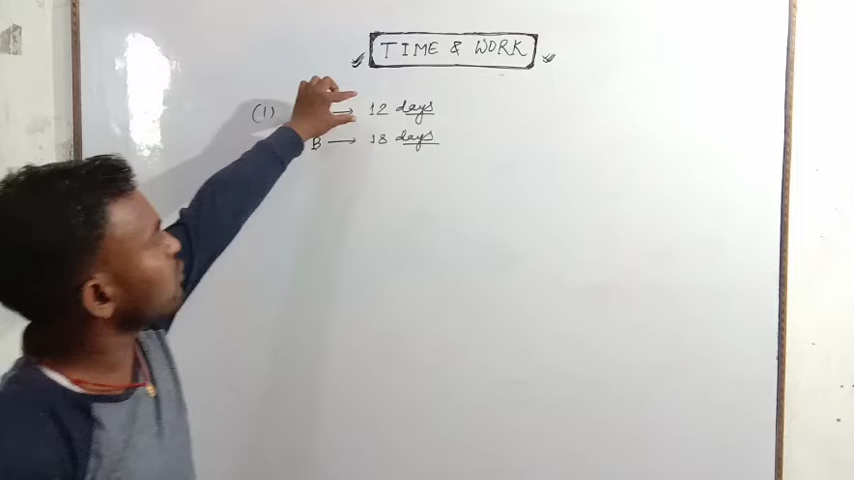 TIME & WORK
(1) → 12 days
B → 18 days